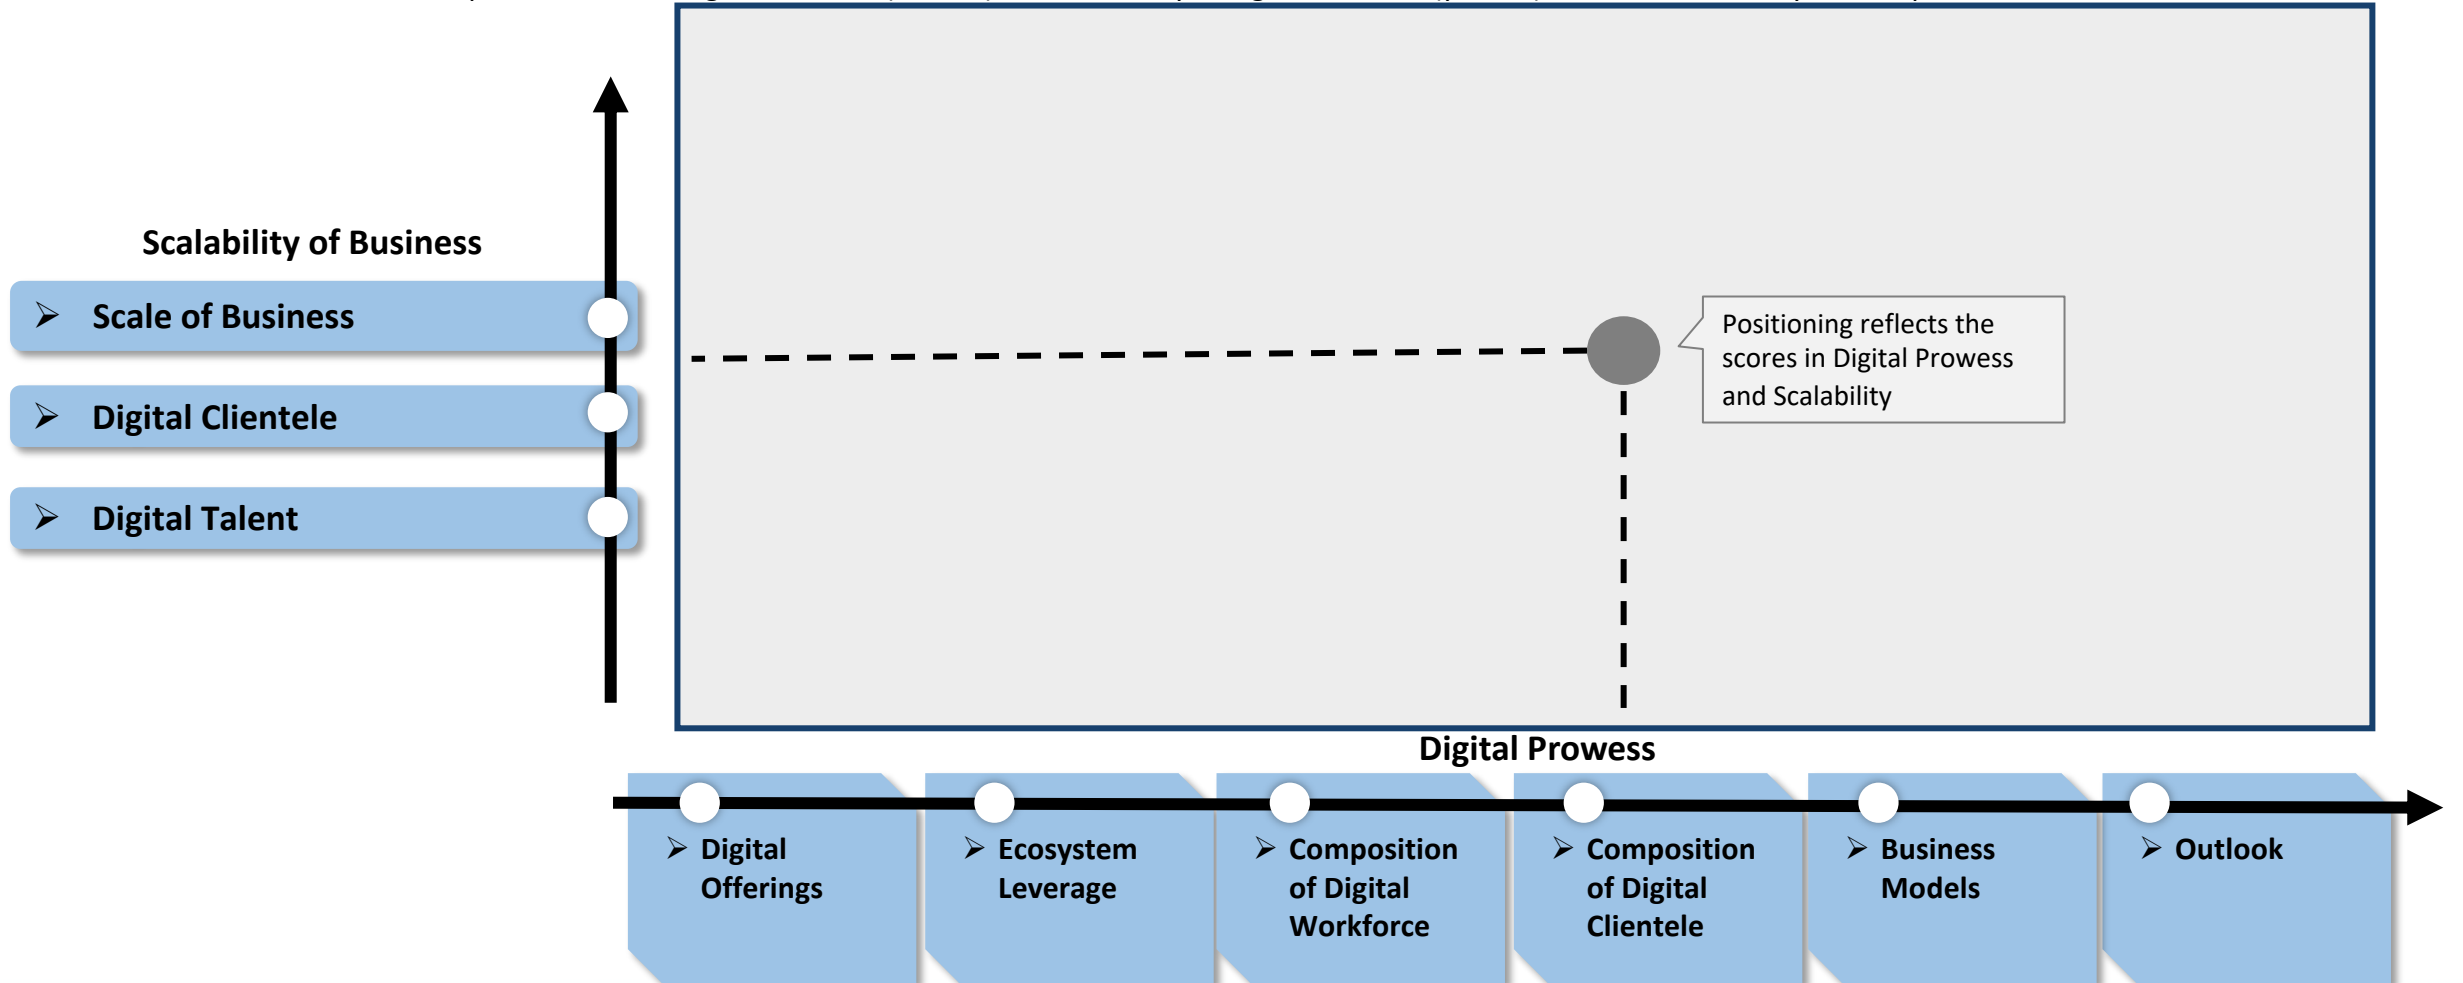 Scalability of Business
➢ Scale of Business
➢ Digital Clientele
➢ Digital Talent
Positioning reflects the
scores in Digital Prowess
and Scalability
Digital Prowess
➢ Digital
Offerings
➢ Ecosystem
Leverage
➢ Composition
of Digital
Workforce
➢ Composition
of Digital
Clientele
➢ Business
Models
➢ Outlook